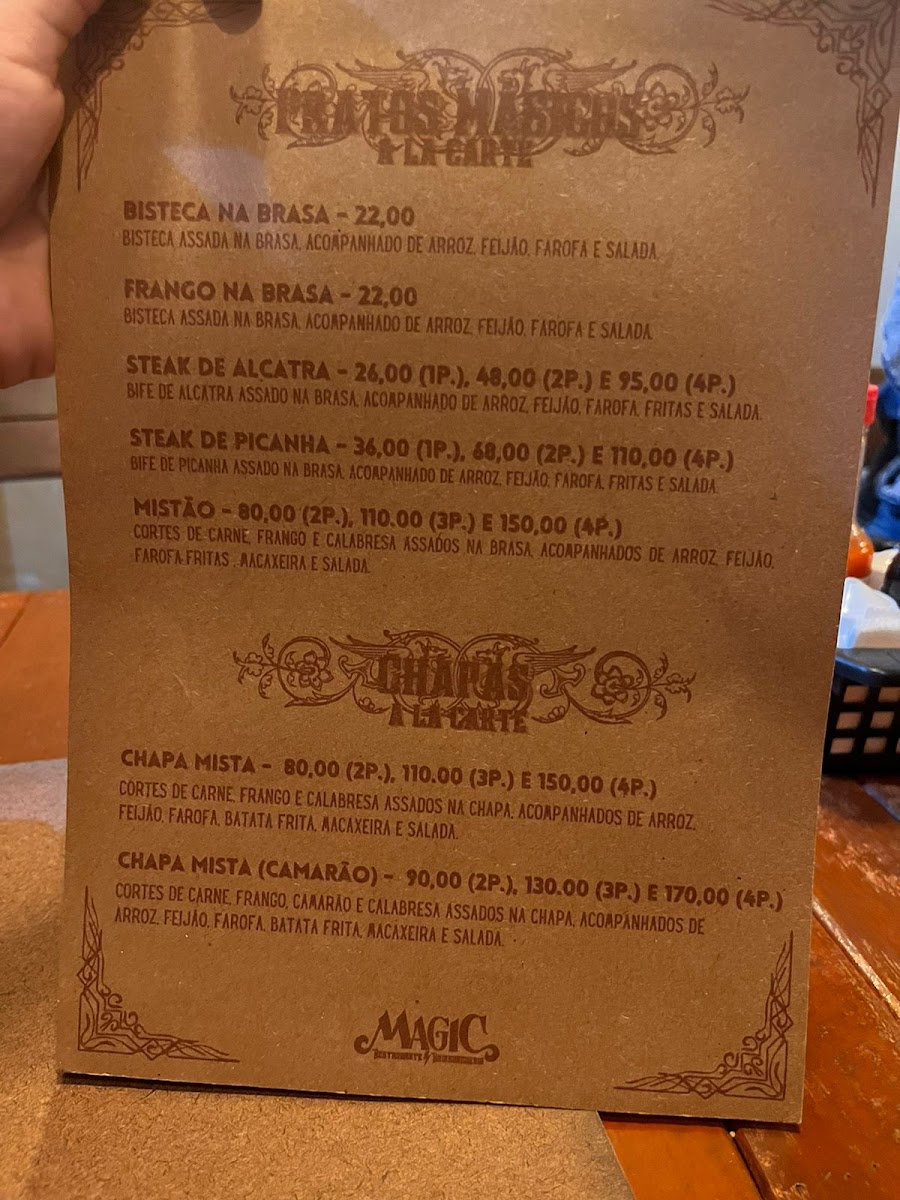 PRATOS MÁGICOS
A LA CARTE
BISTECA NA BRASA - 22,00
BISTECA ASSADA NA BRASA, ACOMPANHADO DE ARROZ, FEIJÃO, FAROFA E SALADA.
FRANGO NA BRASA - 22,00
BISTECA ASSADA NA BRASA, ACOMPANHADO DE ARROZ, FEIJÃO, FAROFA E SALADA.
STEAK DE ALCATRA - 26,00 (1P.), 48,00 (2P.) E 95,00 (4P.)
BIFE DE ALCATRA ASSADO NA BRASA, ACOMPANHADO DE ARROZ, FEIJÃO, FAROFA, FRITAS E SALADA.
STEAK DE PICANHA - 36,00 (1P.), 68,00 (2P.) E 110,00 (4P.)
BIFE DE PICANHA ASSADO NA BRASA, ACOMPANHADO DE ARROZ, FEIJÃO, FAROFA, FRITAS E SALADA.
MISTÃO - 80,00 (2P.), 110.00 (3P.) E 150,00 (4P.)
CORTES DE CARNE, FRANGO E CALABRESA ASSADOS NA BRASA, ACOMPANHADOS DE ARROZ, FEIJÃO,
FAROFA FRITAS , MACAXEIRA E SALADA.
CHAPAS
A LA CARTE
CHAPA MISTA - 80,00 (2P.), 110.00 (3P.) E 150,00 (4P.)
CORTES DE CARNE, FRANGO E CALABRESA ASSADOS NA CHAPA, ACOMPANHADOS DE ARROZ,
FEIJÃO, FAROFA, BATATA FRITA, MACAXEIRA E SALADA.
CHAPA MISTA (CAMARÃO) - 90,00 (2P.), 130.00 (3P.) E 170,00 (4P.)
CORTES DE CARNE, FRANGO, CAMARÃO E CALABRESA ASSADOS NA CHAPA, ACOMPANHADOS DE
ARROZ, FEIJÃO, FAROFA, BATATA FRITA, MACAXEIRA E SALADA.
MAGIC